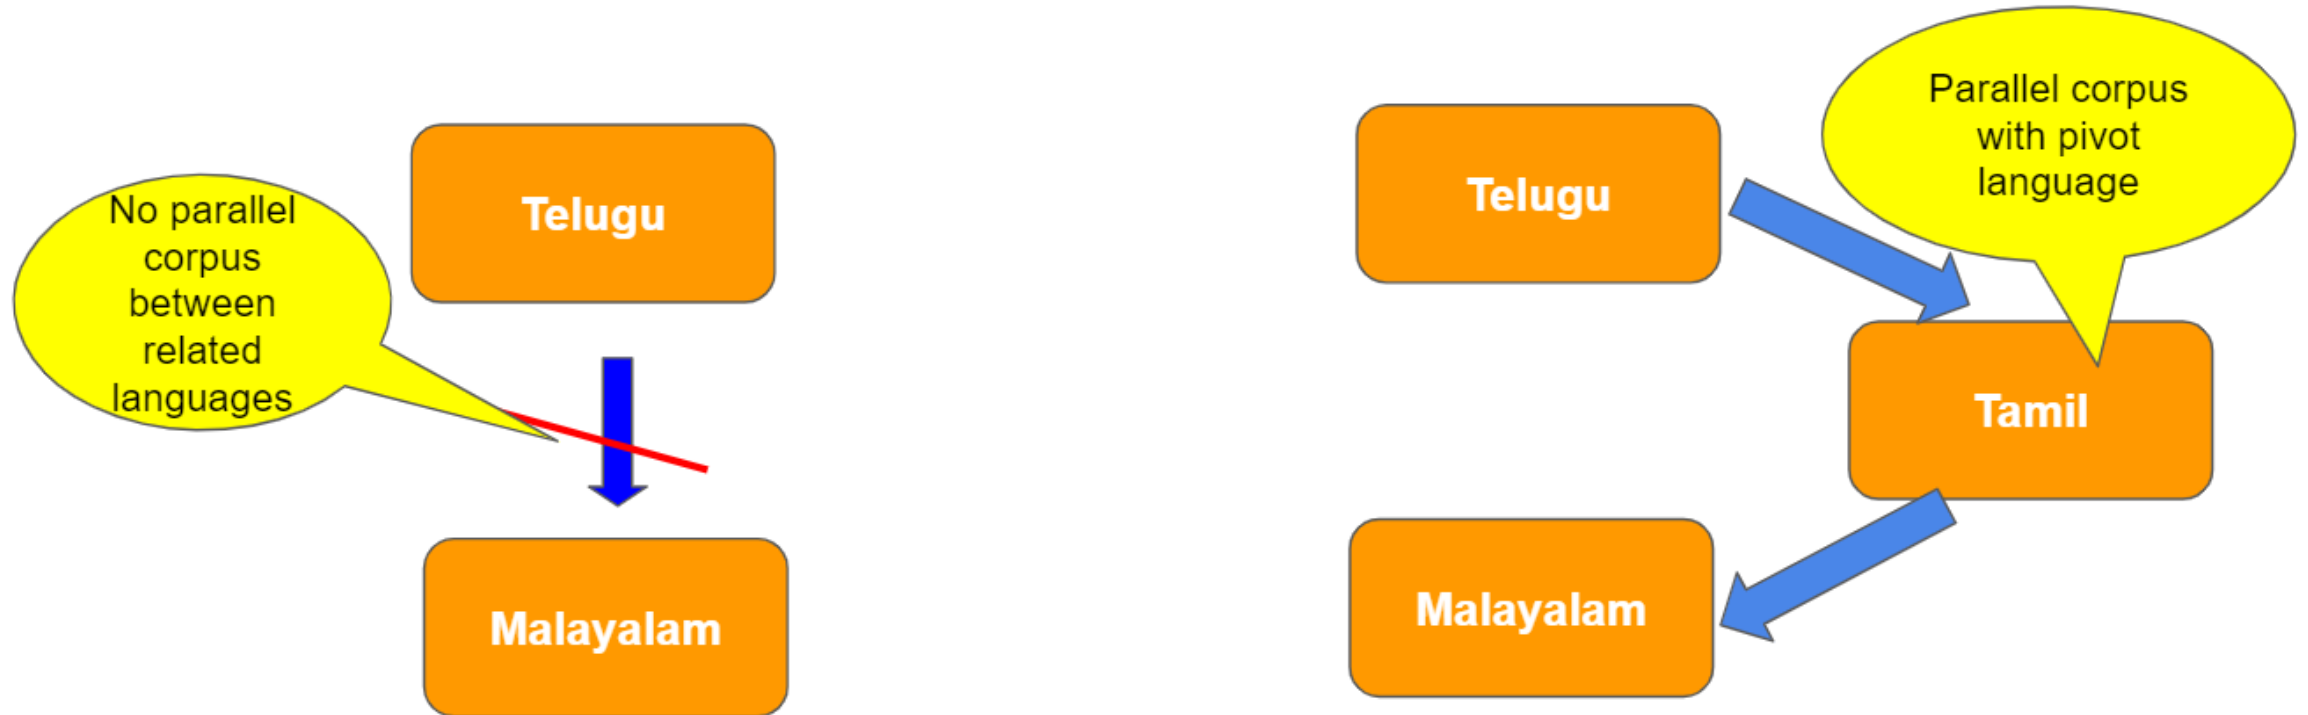 No parallel
corpus
between
related
languages
Telugu
Malayalam
Telugu
Parallel corpus
with pivot
language
Tamil
Malayalam